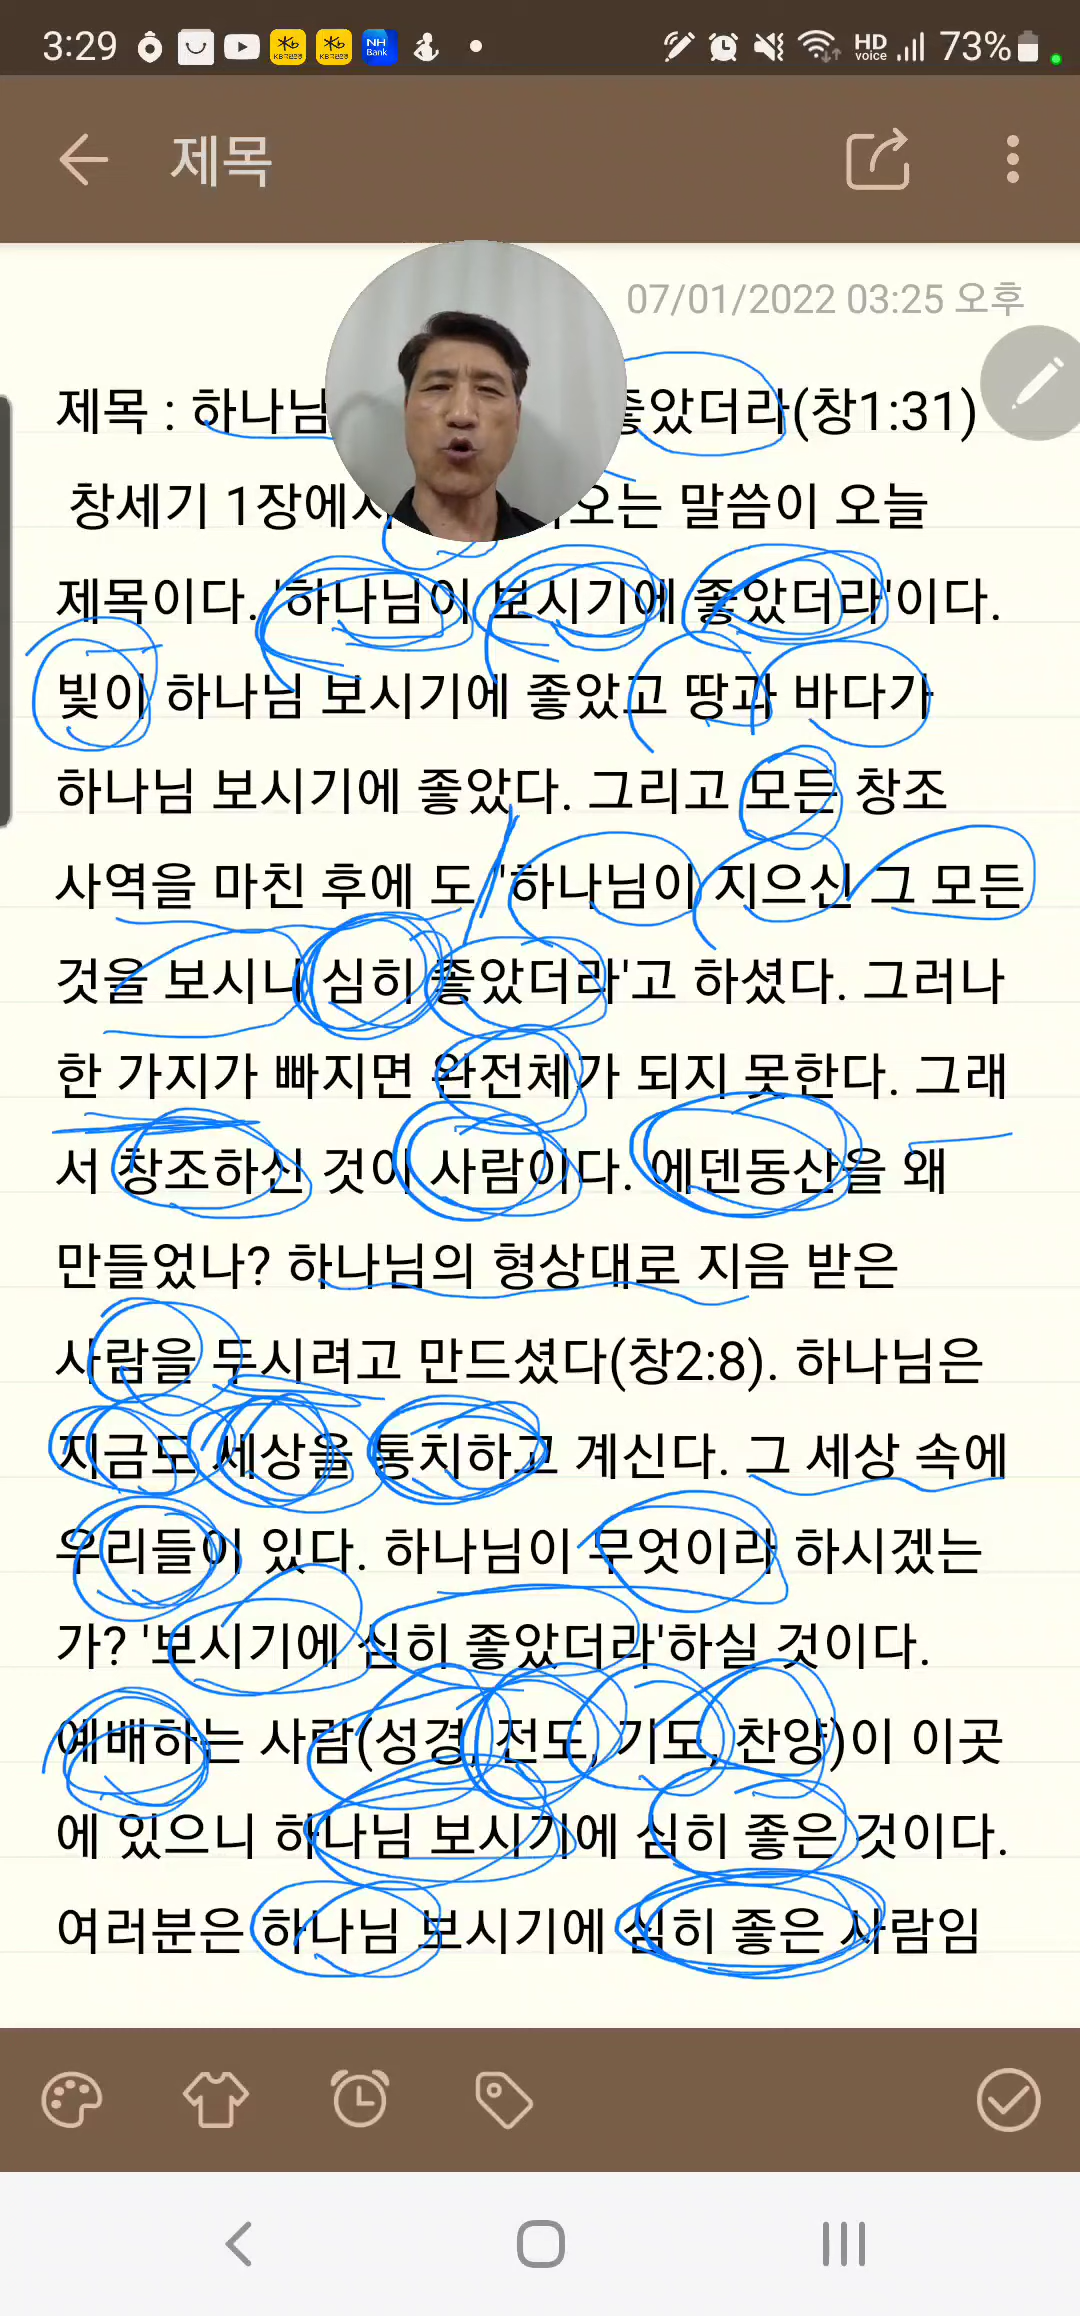 3:29
NH Bank
HD voice
73%
제목
07/01/2022 03:25 오후
제목 : 하나님 좋았더라(창1:31)
창세기 1장에서 오는 말씀이 오늘
제목이다. '하나님이 보시기에 좋았더라'이다.
빛이 하나님 보시기에 좋았고 땅과 바다가
하나님 보시기에 좋았다. 그리고 모든 창조
사역을 마친 후에 도 '하나님이 지으신 그 모든
것을 보시니 심히 좋았더라'고 하셨다. 그러나
한 가지가 빠지면 완전체가 되지 못한다. 그래
서 창조하신 것이 사람이다. 에덴동산을 왜
만들었나? 하나님의 형상대로 지음 받은
사람을 두시려고 만드셨다(창2:8). 하나님은
지금도 세상을 통치하고 계신다. 그 세상 속에
우리들이 있다. 하나님이 무엇이라 하시겠는
가? '보시기에 심히 좋았더라'하실 것이다.
예배하는 사람(성경, 전도, 기도, 찬양)이 이곳
에 있으니 하나님 보시기에 심히 좋은 것이다.
여러분은 하나님 보시기에 심히 좋은 사람임